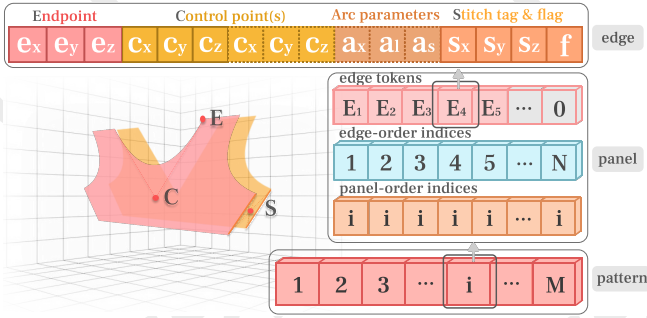 Endpoint Control point(s) Arc parameters Stitch tag & flag
ex ey ez cx cy cz cx cy cz ax al as sx sy sz f edge
edge tokens
E1 E2 E3 E4 E5 ... 0
edge-order indices
1 2 3 4 5 ... N panel
panel-order indices
i i i i i ... i
E
C
S
1 2 3 ... i ... M pattern